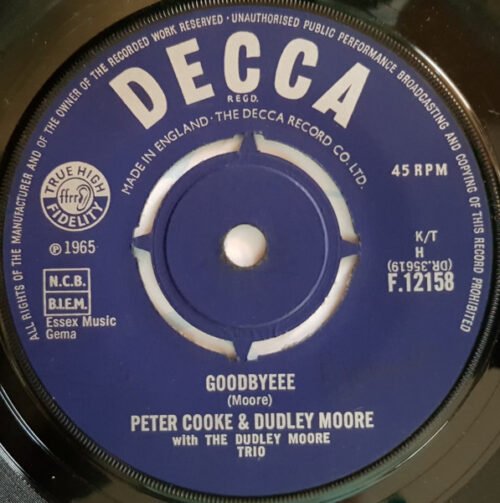 ALL RIGHTS OF THE MANUFACTURER AND OF THE OWNER OF THE RECORDED WORK RESERVED · UNAUTHORISED PUBLIC PERFORMANCE BROADCASTING AND COPYING OF THIS RECORD PROHIBITED
DECCA
REGD.
MADE IN ENGLAND · THE DECCA RECORD CO. LTD.
TRUE HIGH
ffrr
FIDELITY
℗ 1965
45 RPM
K/T
H
(DR.35619)
F.12158
N.C.B.
B.I.E.M.
Essex Music
Gema
GOODBYEEE
(Moore)
PETER COOKE & DUDLEY MOORE
with THE DUDLEY MOORE
TRIO